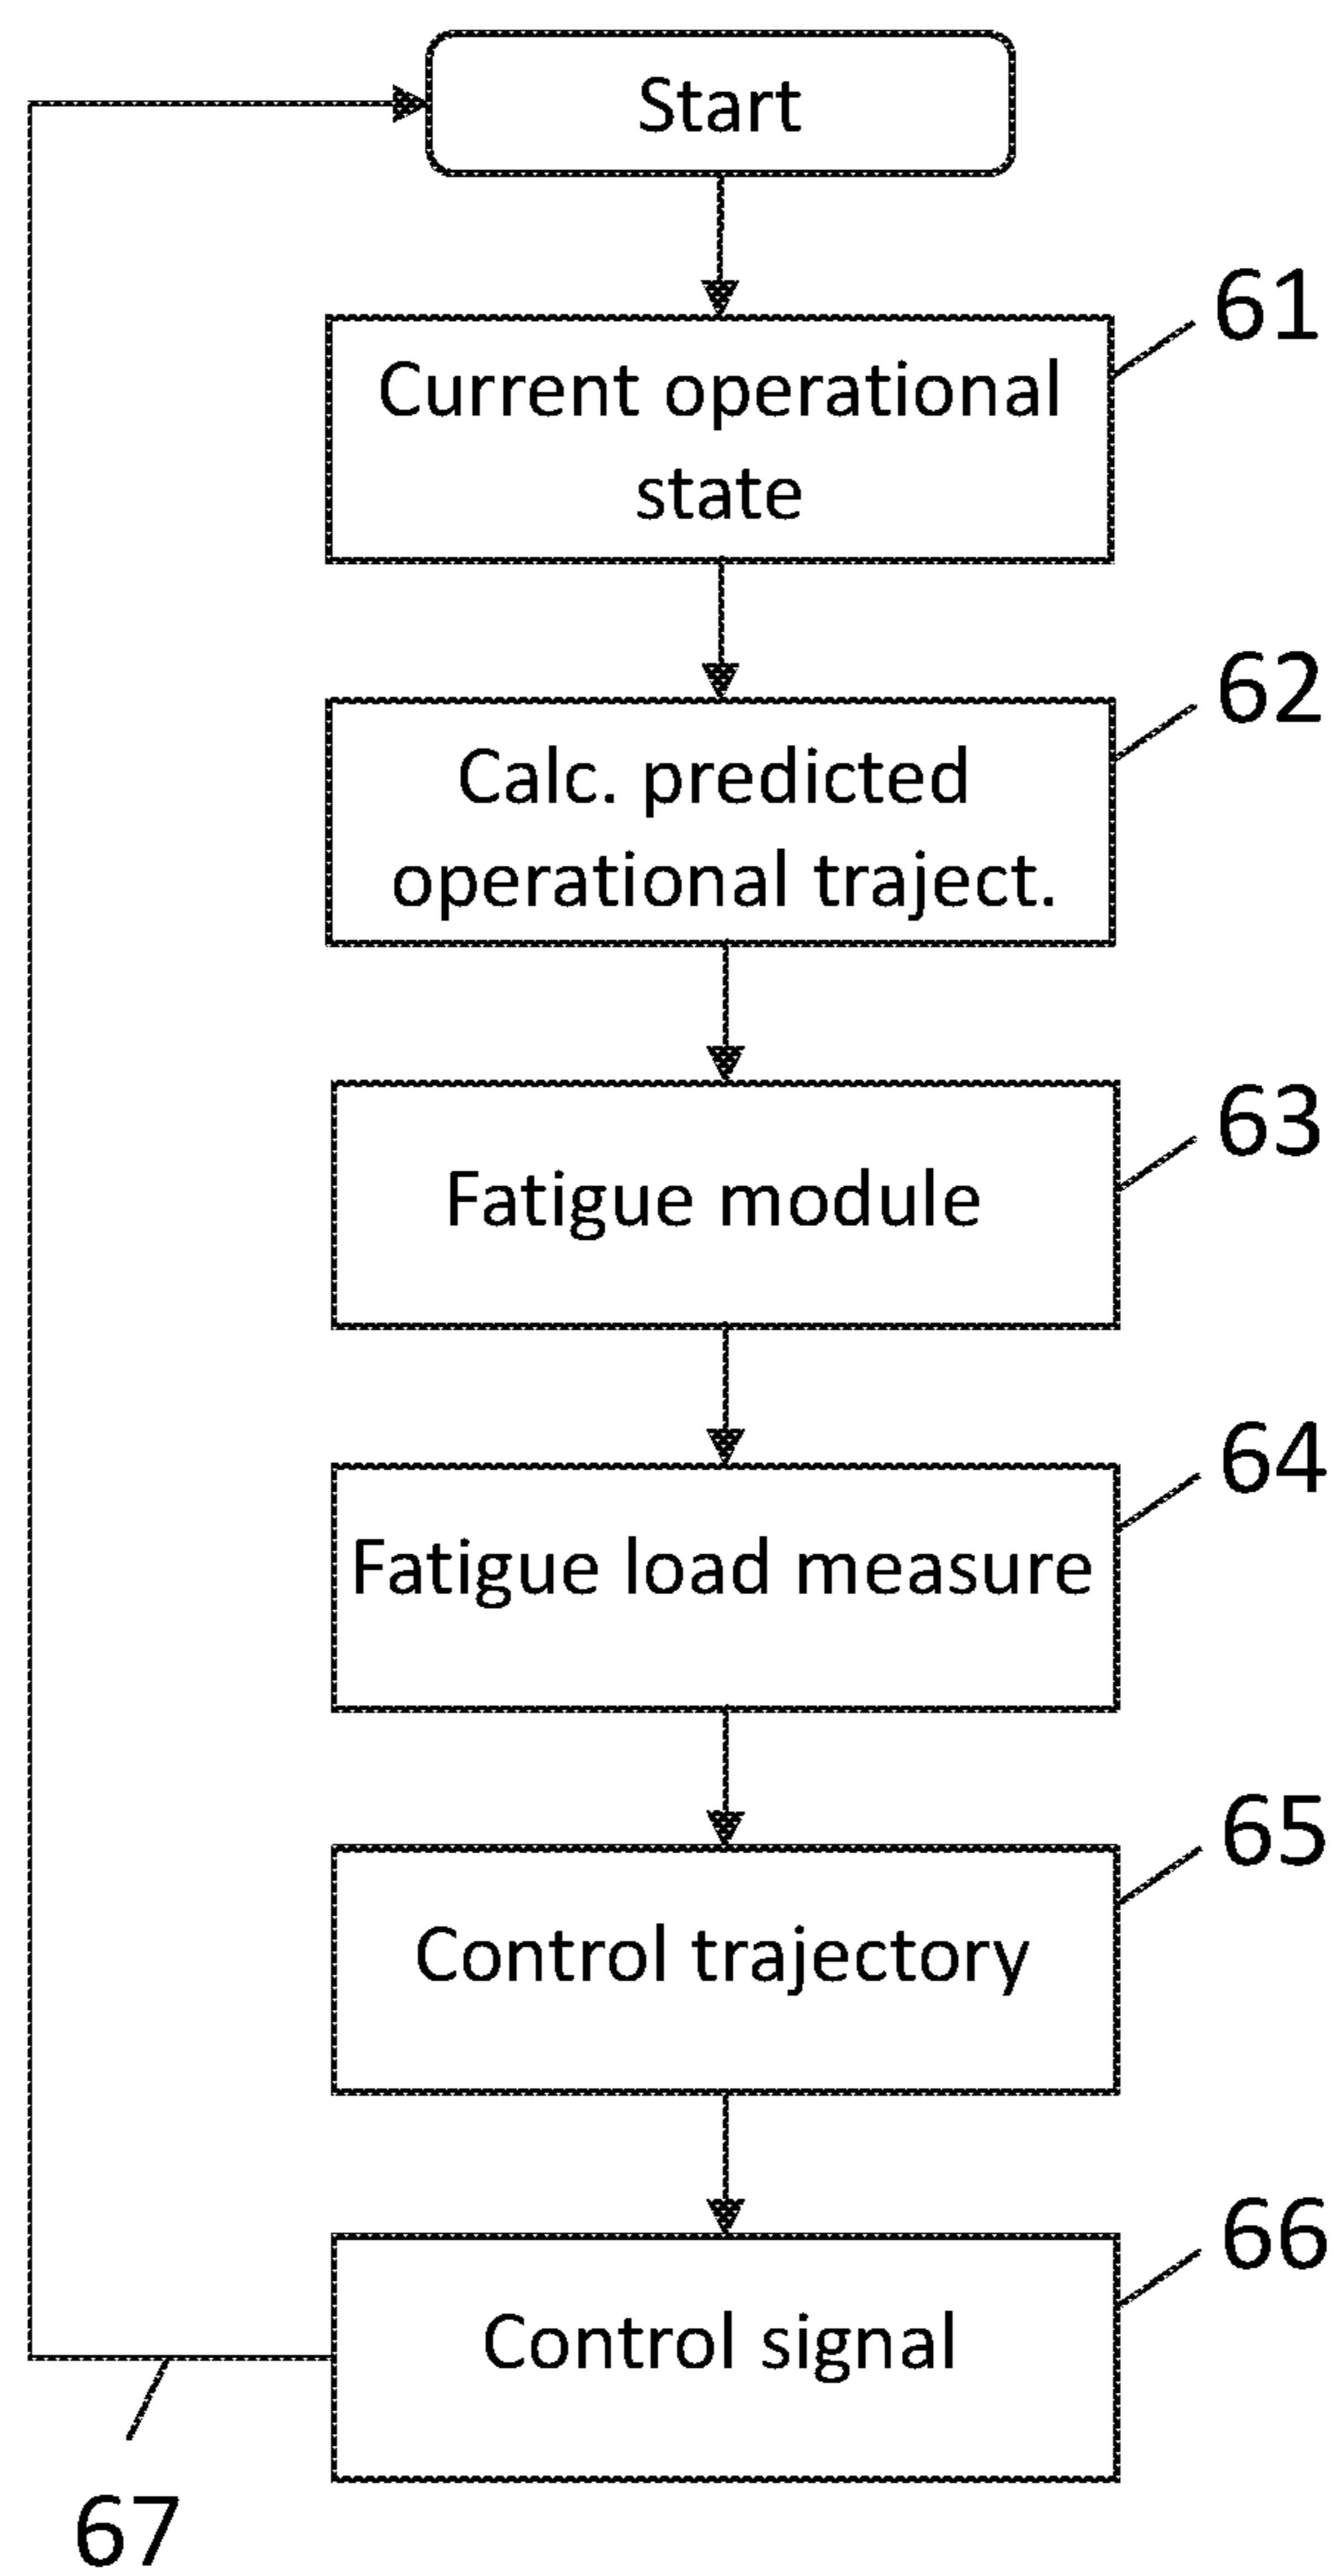 Start
61
Current operational
state
62
Calc. predicted
operational traject.
63
Fatigue module
64
Fatigue load measure
65
Control trajectory
66
Control signal
67